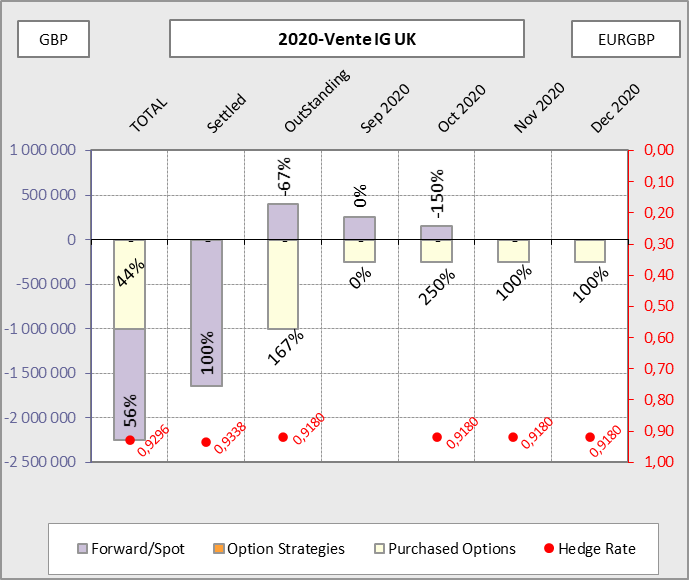 GBP
2020-Vente IG UK
EURGBP
TOTAL
Settled
OutStanding
Sep 2020
Oct 2020
Nov 2020
Dec 2020
1 000 000
500 000
0
-500 000
-1 000 000
-1 500 000
-2 000 000
-2 500 000
0,00
0,10
0,20
0,30
0,40
0,50
0,60
0,70
0,80
0,90
1,00
44%
56%
100%
-67%
167%
0%
0%
-150%
250%
100%
100%
0,9296
0,9338
0,9180
0,9180
0,9180
0,9180
Forward/Spot
Option Strategies
Purchased Options
Hedge Rate